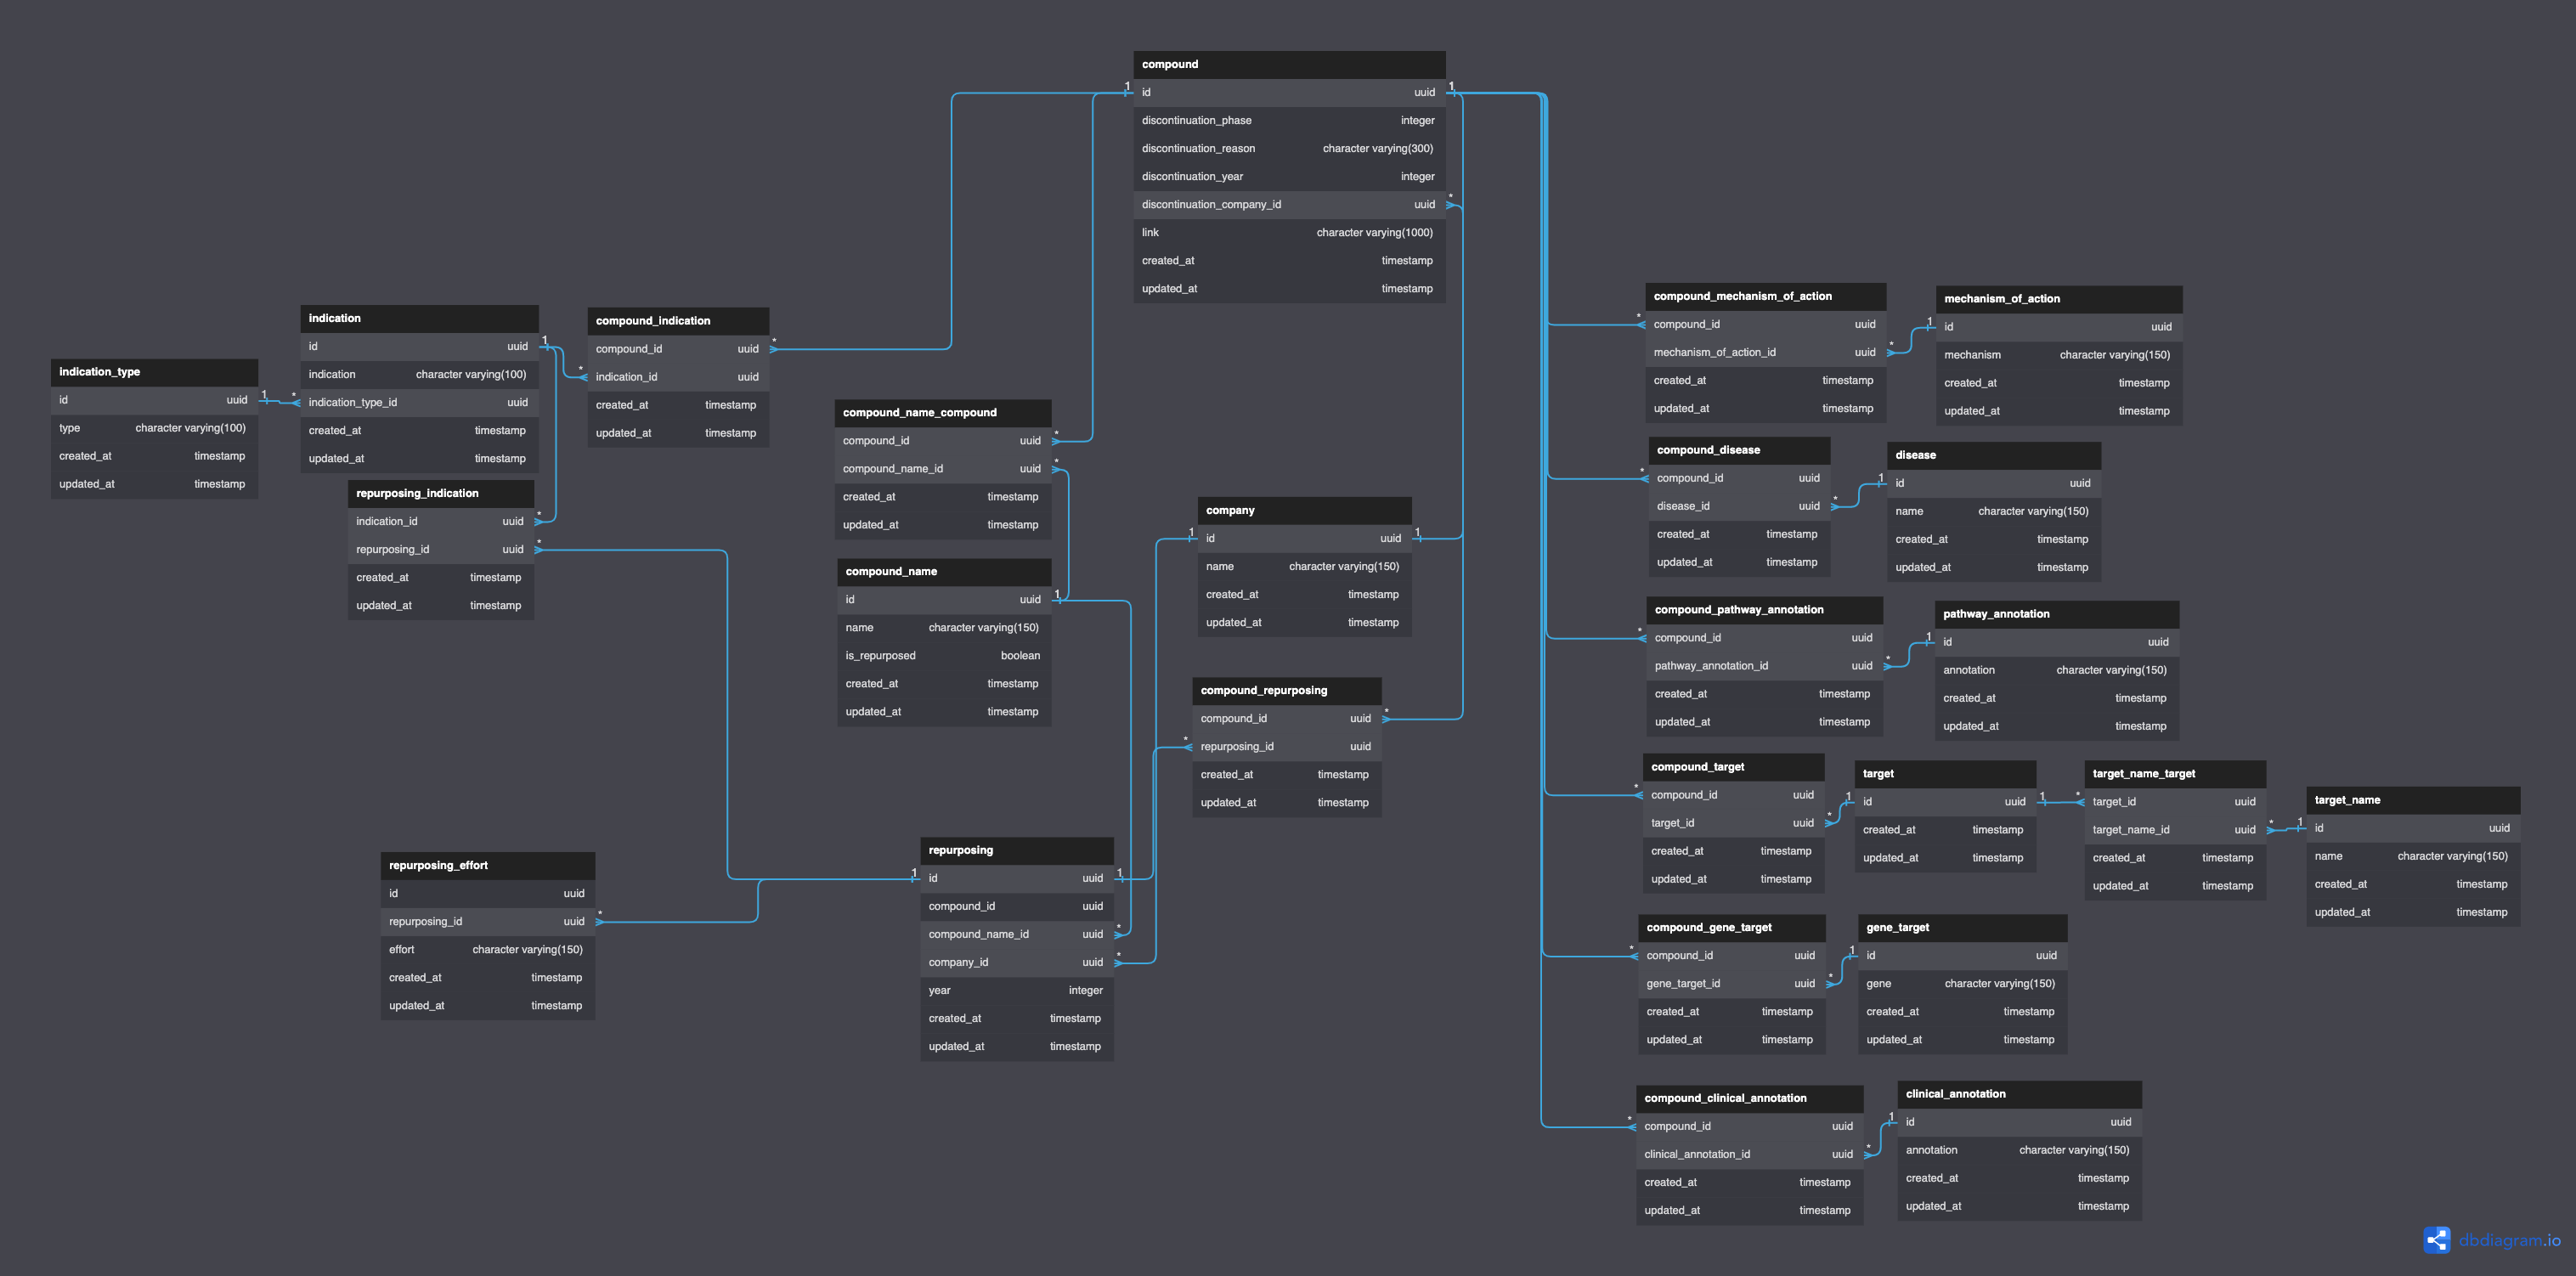 compound
id uuid
discontinuation_phase integer
discontinuation_reason character varying(300)
discontinuation_year integer
discontinuation_company_id uuid
link character varying(1000)
created_at timestamp
updated_at timestamp
indication_type
id uuid
type character varying(100)
created_at timestamp
updated_at timestamp
indication
id uuid
indication character varying(100)
indication_type_id uuid
created_at timestamp
updated_at timestamp
compound_indication
compound_id uuid
indication_id uuid
created_at timestamp
updated_at timestamp
repurposing_indication
indication_id uuid
repurposing_id uuid
created_at timestamp
updated_at timestamp
compound_name_compound
compound_id uuid
compound_name_id uuid
created_at timestamp
updated_at timestamp
compound_name
id uuid
name character varying(150)
is_repurposed boolean
created_at timestamp
updated_at timestamp
company
id uuid
name character varying(150)
created_at timestamp
updated_at timestamp
compound_repurposing
compound_id uuid
repurposing_id uuid
created_at timestamp
updated_at timestamp
repurposing_effort
id uuid
repurposing_id uuid
effort character varying(150)
created_at timestamp
updated_at timestamp
repurposing
id uuid
compound_id uuid
compound_name_id uuid
company_id uuid
year integer
created_at timestamp
updated_at timestamp
compound_mechanism_of_action
compound_id uuid
mechanism_of_action_id uuid
created_at timestamp
updated_at timestamp
mechanism_of_action
id uuid
mechanism character varying(150)
created_at timestamp
updated_at timestamp
compound_disease
compound_id uuid
disease_id uuid
created_at timestamp
updated_at timestamp
disease
id uuid
name character varying(150)
created_at timestamp
updated_at timestamp
compound_pathway_annotation
compound_id uuid
pathway_annotation_id uuid
created_at timestamp
updated_at timestamp
pathway_annotation
id uuid
annotation character varying(150)
created_at timestamp
updated_at timestamp
compound_target
compound_id uuid
target_id uuid
created_at timestamp
updated_at timestamp
target
id uuid
created_at timestamp
updated_at timestamp
target_name_target
target_id uuid
target_name_id uuid
created_at timestamp
updated_at timestamp
target_name
id uuid
name character varying(150)
created_at timestamp
updated_at timestamp
compound_gene_target
compound_id uuid
gene_target_id uuid
created_at timestamp
updated_at timestamp
gene_target
id uuid
gene character varying(150)
created_at timestamp
updated_at timestamp
compound_clinical_annotation
compound_id uuid
clinical_annotation_id uuid
created_at timestamp
updated_at timestamp
clinical_annotation
id uuid
annotation character varying(150)
created_at timestamp
updated_at timestamp
dbdiagram.io